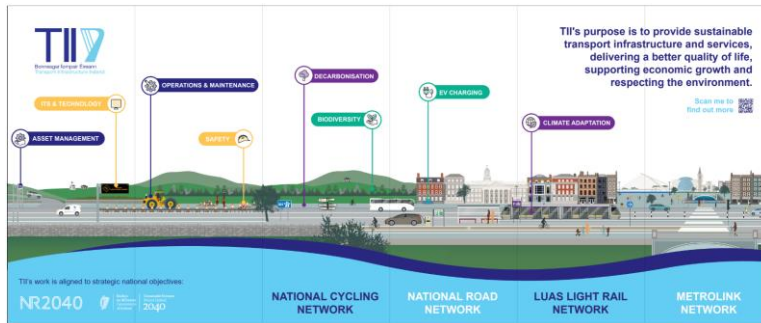 TII
Bonneagar Iompair Éireann
Transport Infrastructure Ireland
TII's purpose is to provide sustainable
transport infrastructure and services,
delivering a better quality of life,
supporting economic growth and
respecting the environment.
Scan me to
find out more
DECARBONISATION
OPERATIONS & MAINTENANCE
EV CHARGING
ITS & TECHNOLOGY
BIODIVERSITY
CLIMATE ADAPTATION
ASSET MANAGEMENT
SAFETY
TII's work is aligned to strategic national objectives:
NR2040
2040
NATIONAL CYCLING
NETWORK
NATIONAL ROAD
NETWORK
LUAS LIGHT RAIL
NETWORK
METROLINK
NETWORK